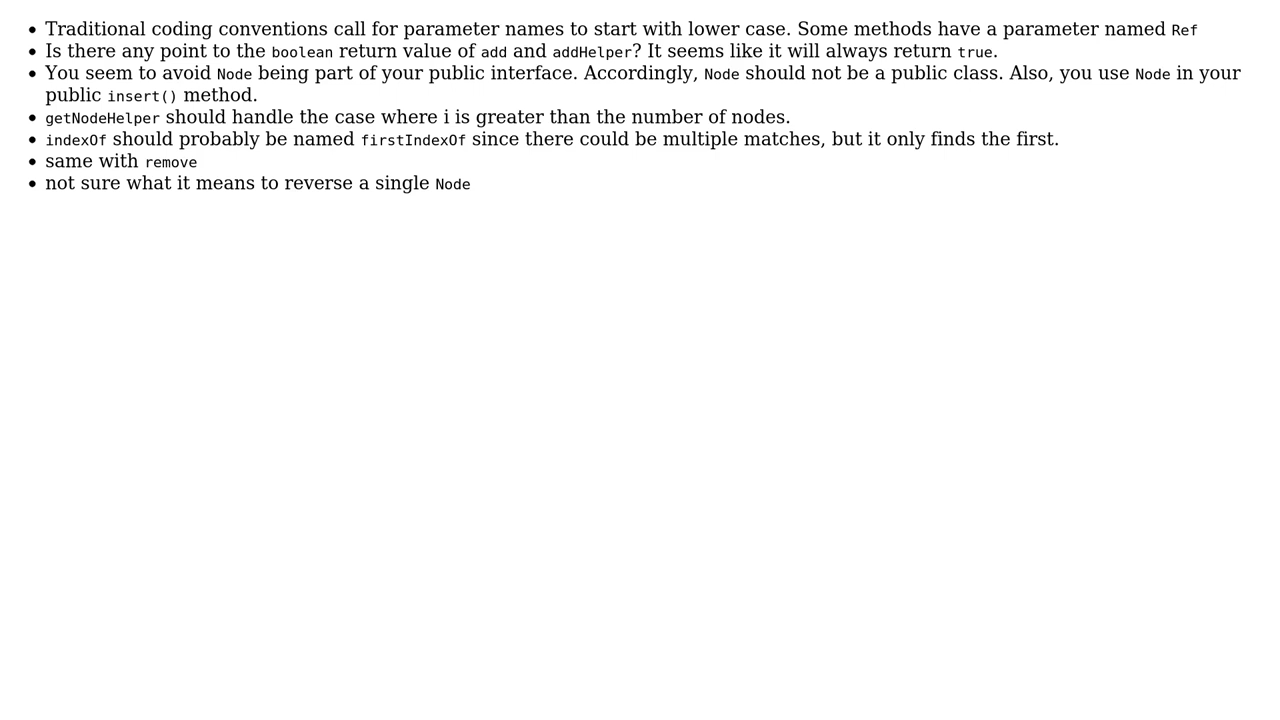 • Traditional coding conventions call for parameter names to start with lower case. Some methods have a parameter named Ref
• Is there any point to the boolean return value of add and addHelper? It seems like it will always return true.
• You seem to avoid Node being part of your public interface. Accordingly, Node should not be a public class. Also, you use Node in your
public insert() method.
• getNodeHelper should handle the case where i is greater than the number of nodes.
• indexOf should probably be named firstIndexOf since there could be multiple matches, but it only finds the first.
• same with remove
• not sure what it means to reverse a single Node